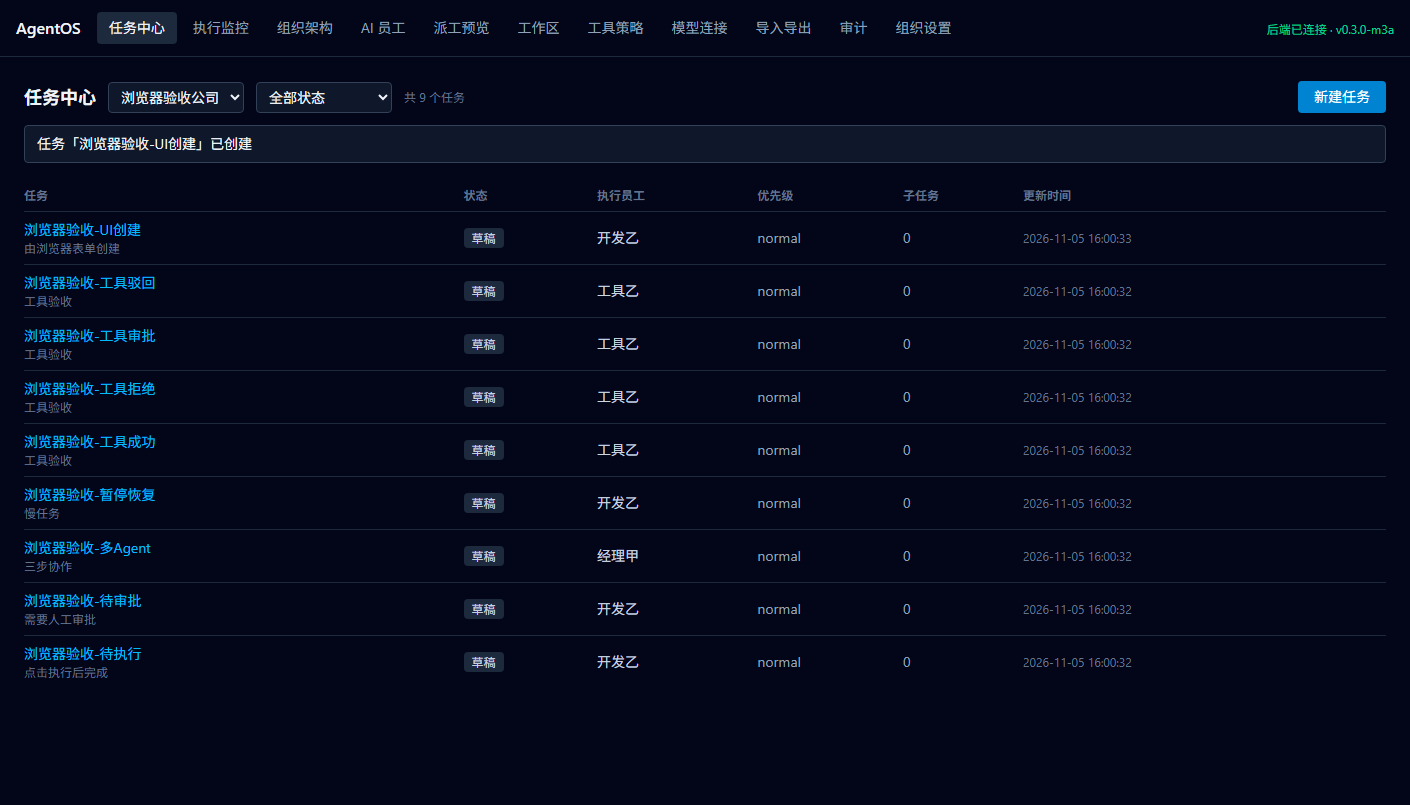 AgentOS 任务中心 执行监控 组织架构 AI 员工 派工预览 工作区 工具策略 模型连接 导入导出 审计 组织设置 后端已连接 · v0.3.0-m3a
任务中心 浏览器验收公司 全部状态 共 9 个任务 新建任务
任务「浏览器验收-UI创建」已创建
任务 状态 执行员工 优先级 子任务 更新时间
浏览器验收-UI创建 草稿 开发乙 normal 0 2026-11-05 16:00:33
由浏览器表单创建
浏览器验收-工具驳回 草稿 工具乙 normal 0 2026-11-05 16:00:32
工具验收
浏览器验收-工具审批 草稿 工具乙 normal 0 2026-11-05 16:00:32
工具验收
浏览器验收-工具拒绝 草稿 工具乙 normal 0 2026-11-05 16:00:32
工具验收
浏览器验收-工具成功 草稿 工具乙 normal 0 2026-11-05 16:00:32
工具验收
浏览器验收-暂停恢复 草稿 开发乙 normal 0 2026-11-05 16:00:32
慢任务
浏览器验收-多Agent 草稿 经理甲 normal 0 2026-11-05 16:00:32
三步协作
浏览器验收-待审批 草稿 开发乙 normal 0 2026-11-05 16:00:32
需要人工审批
浏览器验收-待执行 草稿 开发乙 normal 0 2026-11-05 16:00:32
点击执行后完成